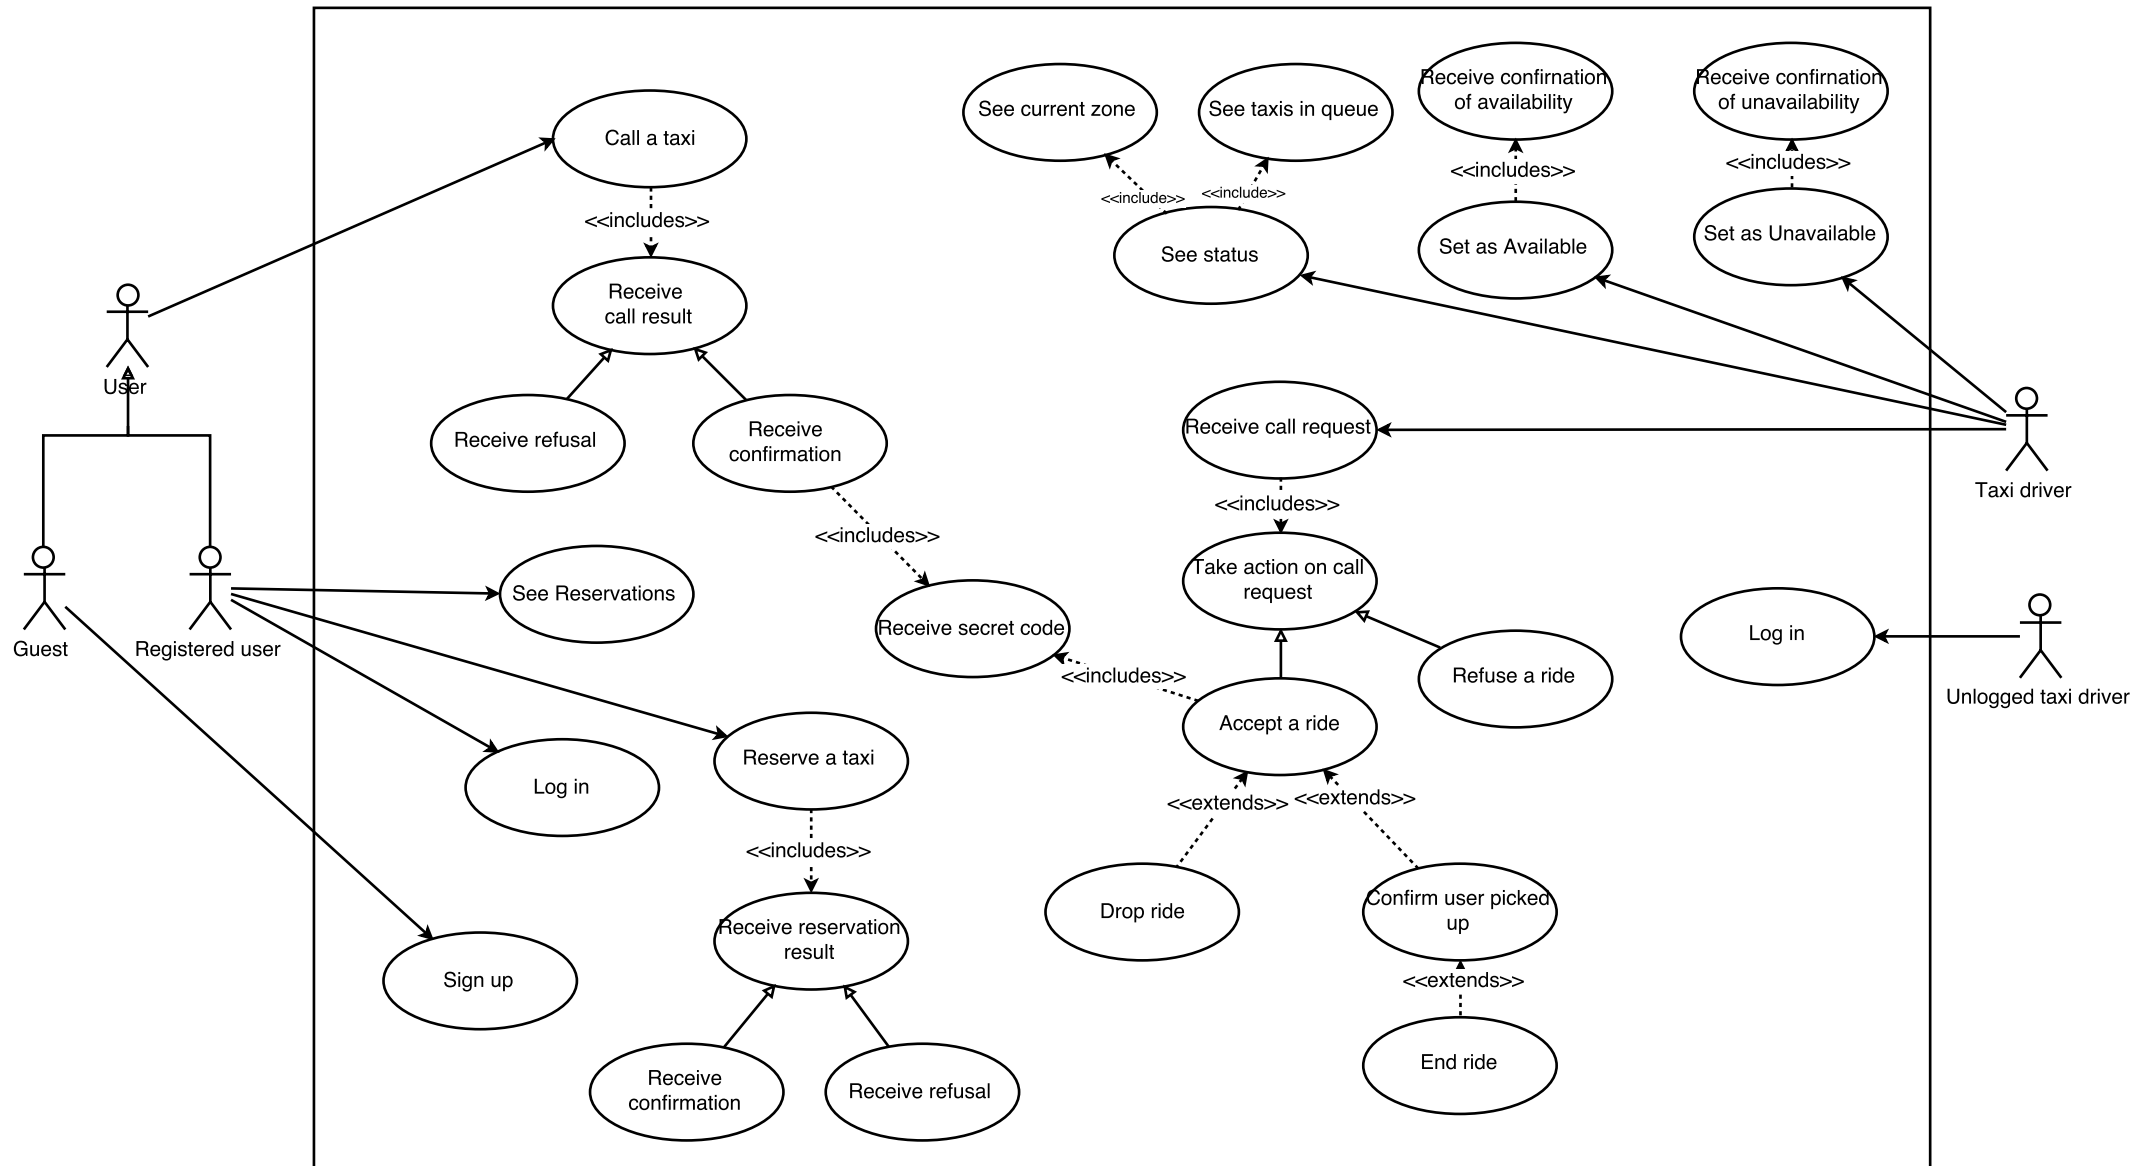 Receive confirnation
of availability
Receive confirnation
of unavailability
See current zone
See taxis in queue
Call a taxi
<<includes>>
<<includes>>
<<include>>
<<include>>
<<includes>>
Set as Available
Set as Unavailable
See status
Receive
call result
User
Receive refusal
Receive
confirmation
Receive call request
Taxi driver
<<includes>>
<<includes>>
Take action on call
request
See Reservations
Receive secret code
Log in
Guest
Registered user
<<includes>>
Refuse a ride
Unlogged taxi driver
Accept a ride
Reserve a taxi
Log in
<<extends>>
<<extends>>
<<includes>>
Drop ride
Confirm user picked
up
Receive reservation
result
Sign up
<<extends>>
End ride
Receive
confirmation
Receive refusal